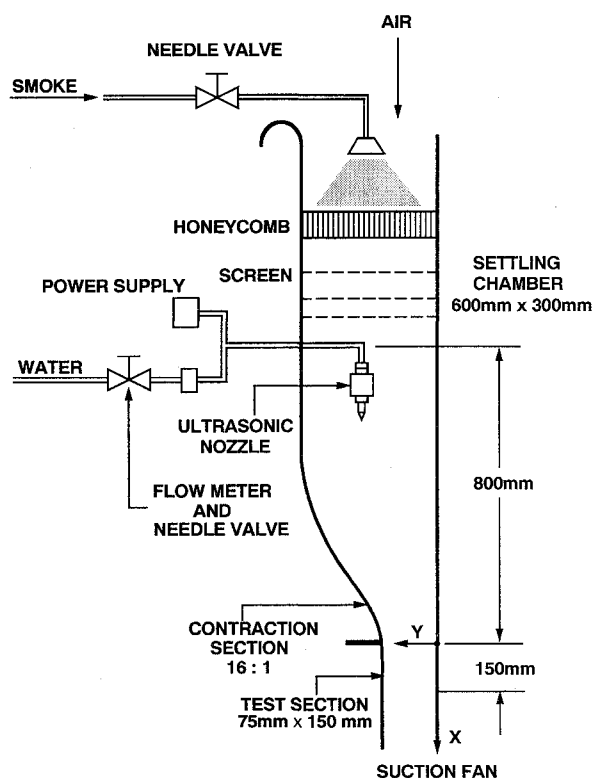 AIR
NEEDLE VALVE
SMOKE
HONEYCOMB
SCREEN
SETTLING
CHAMBER
600mm x 300mm
POWER SUPPLY
WATER
ULTRASONIC
NOZZLE
800mm
FLOW METER
AND
NEEDLE VALVE
CONTRACTION
SECTION
16 : 1
Y
150mm
TEST SECTION
75mm x 150 mm
X
SUCTION FAN